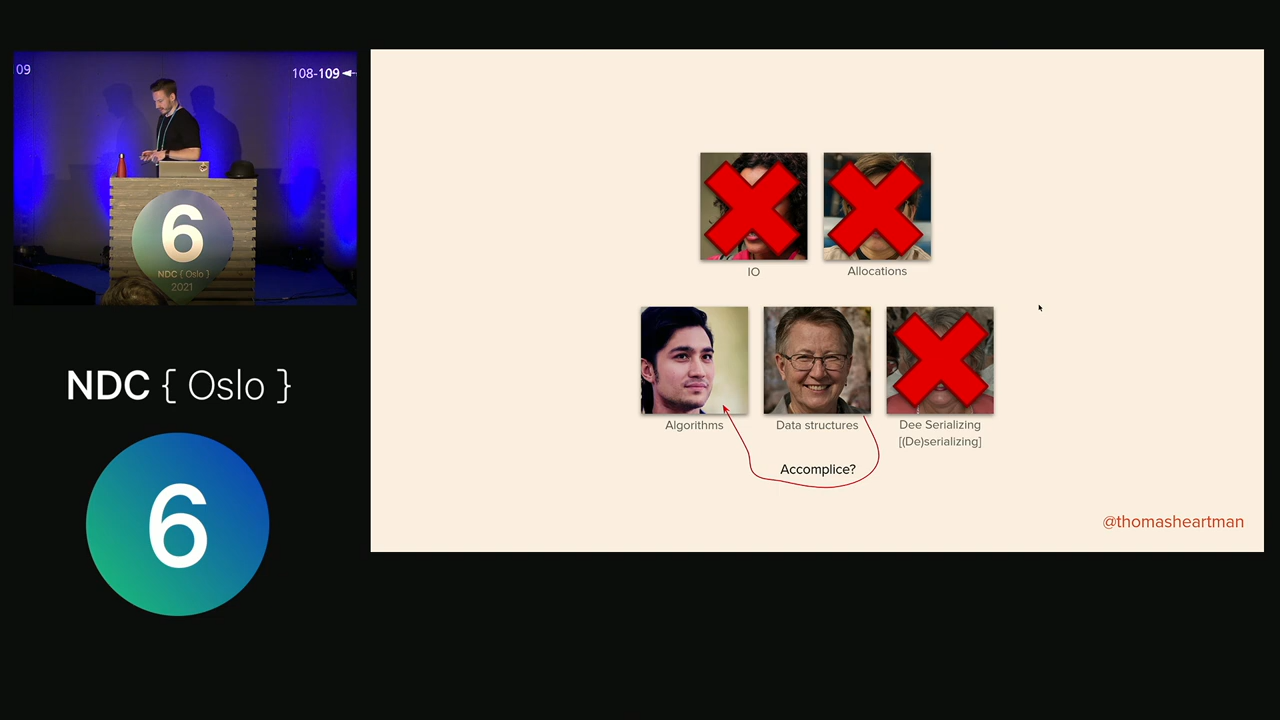 09
108-109
6
NDC { Oslo }
2021
NDC { Oslo }
6
IO
Allocations
Algorithms
Data structures
Dee Serializing
[(De)serializing]
Accomplice?
@thomasheartman